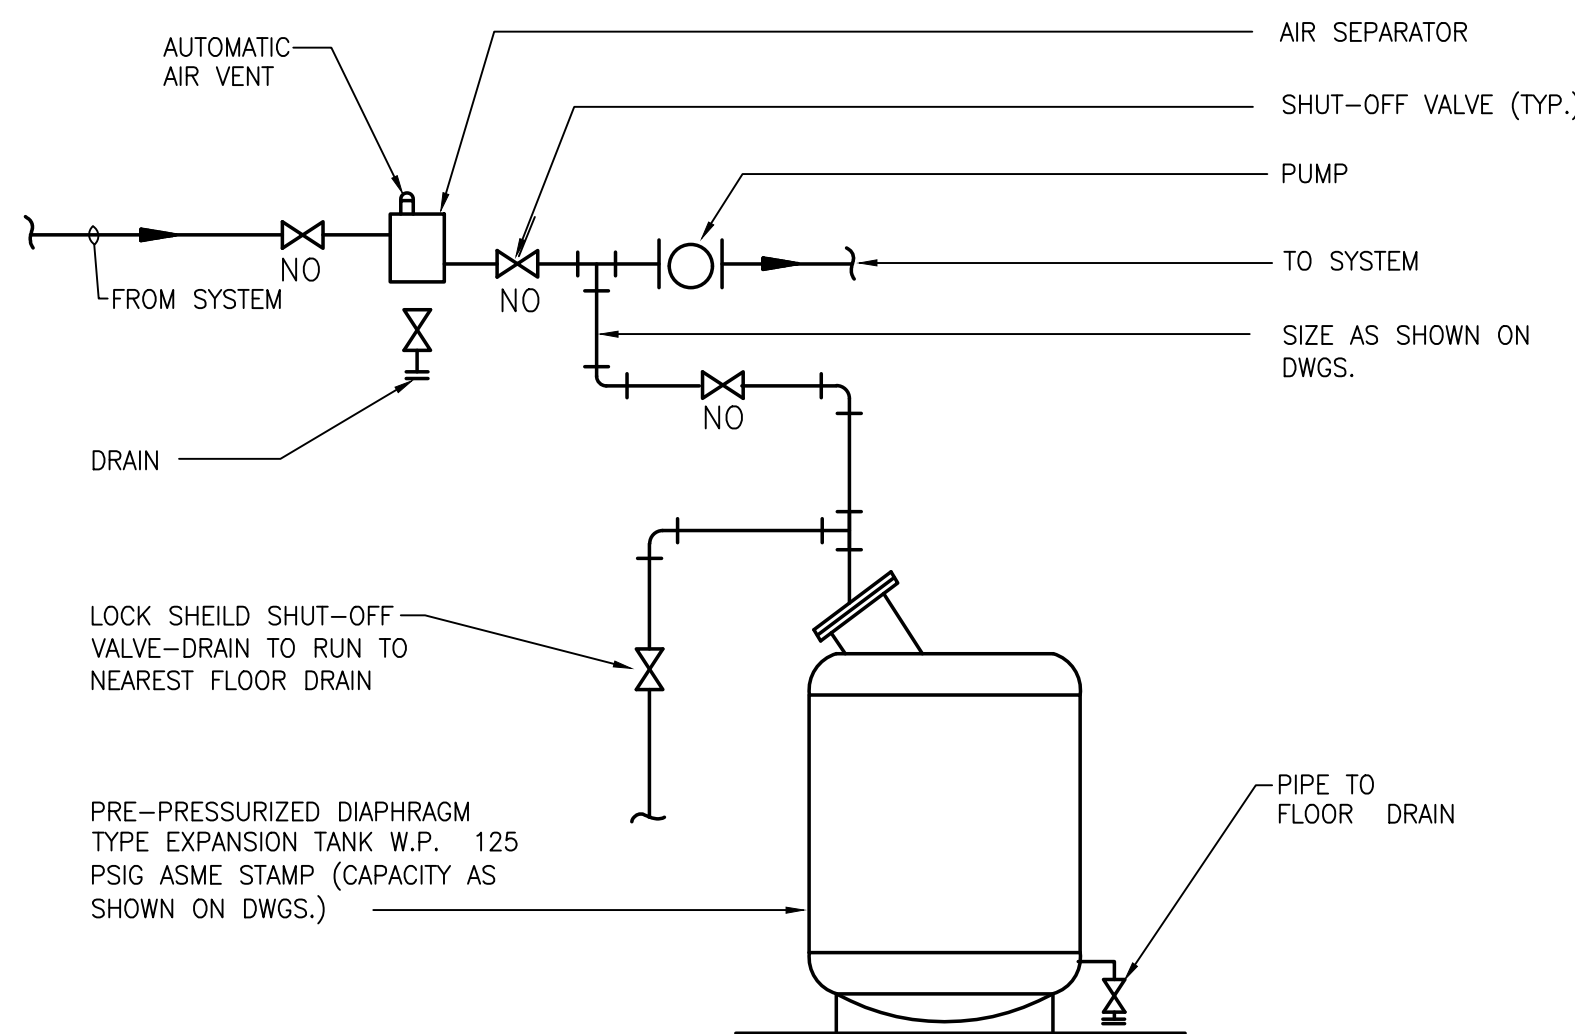 AUTOMATIC
AIR VENT
AIR SEPARATOR
SHUT-OFF VALVE (TYP.)
PUMP
TO SYSTEM
NO
FROM SYSTEM
NO
SIZE AS SHOWN ON
DWGS.
NO
DRAIN
LOCK SHEILD SHUT-OFF
VALVE-DRAIN TO RUN TO
NEAREST FLOOR DRAIN
PRE-PRESSURIZED DIAPHRAGM
TYPE EXPANSION TANK W.P. 125
PSIG ASME STAMP (CAPACITY AS
SHOWN ON DWGS.)
PIPE TO
FLOOR DRAIN